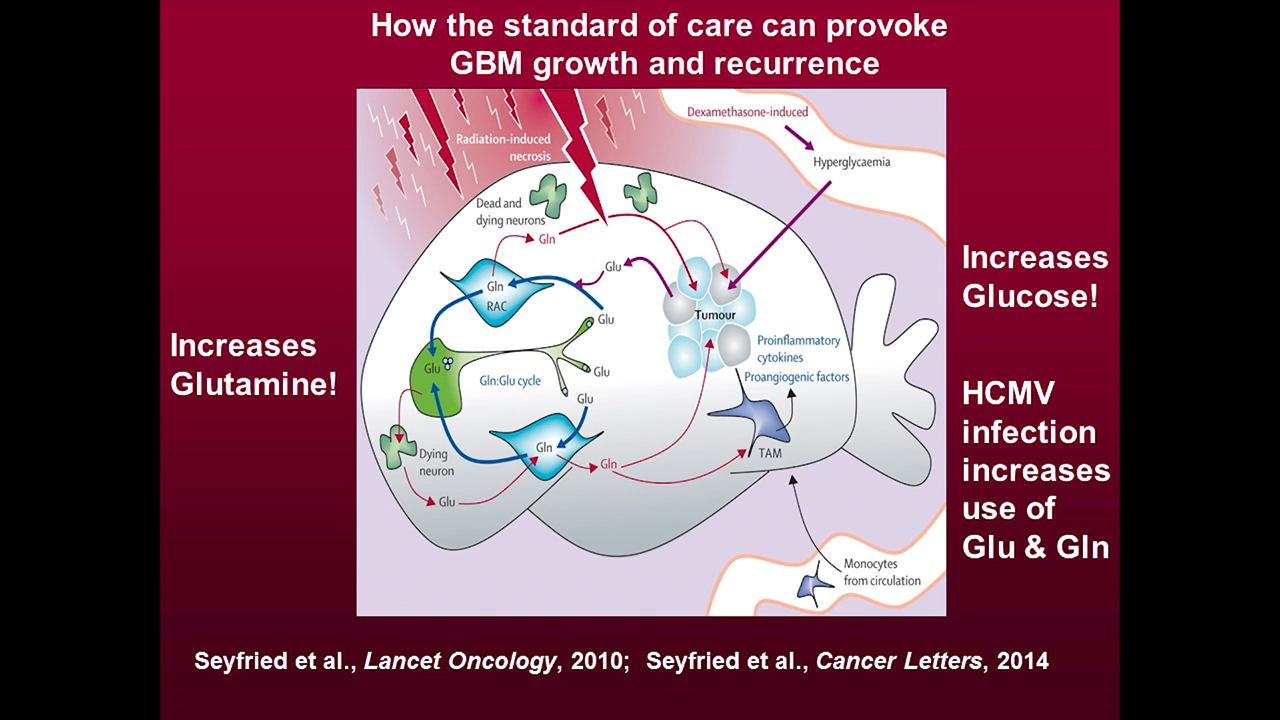 How the standard of care can provoke
GBM growth and recurrence
Dexamethasone-induced
Radiation-induced
necrosis
Hyperglycaemia
Dead and
dying neurons
Gln
Glu
Gln
RAC
Glu
Tumour
Increases
Glucose!
Increases
Glutamine!
Proinflammatory
cytokines
Proangiogenic factors
Glu
Gln:Glu cycle
Glu
Glu
HCMV
infection
increases
use of
Glu & Gln
Dying
neuron
Gln
Gln
TAM
Glu
Monocytes
from circulation
Seyfried et al., Lancet Oncology, 2010; Seyfried et al., Cancer Letters, 2014